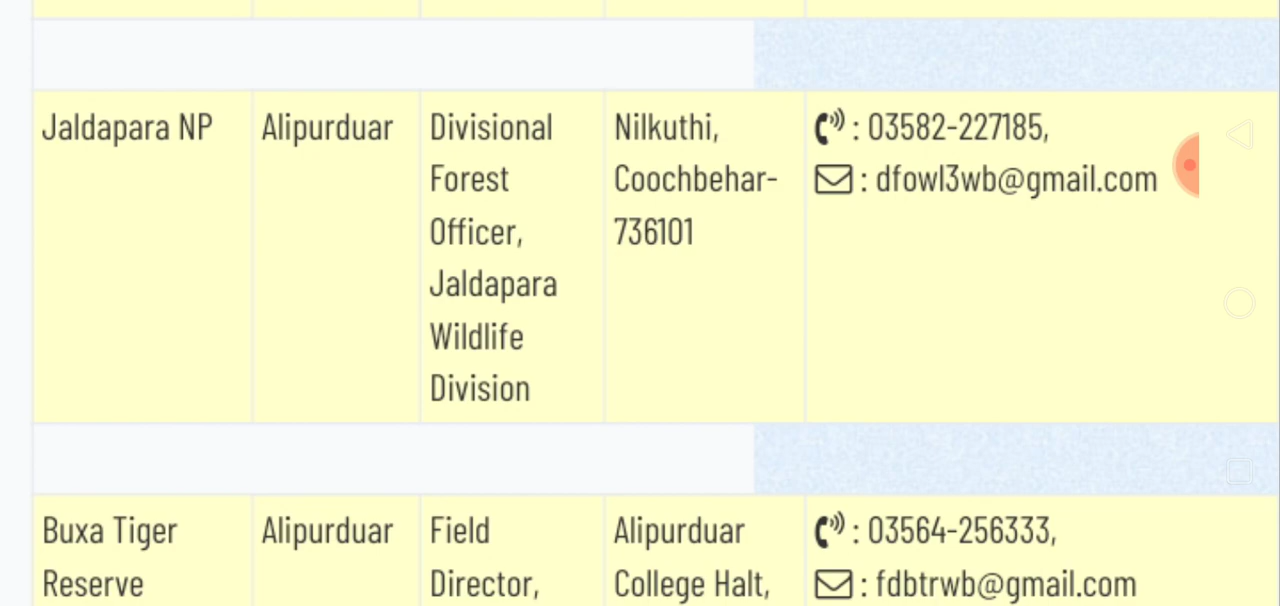 Jaldapara NP
Alipurduar
Divisional
Forest
Officer,
Jaldapara
Wildlife
Division
Nilkuthi,
Coochbehar-
736101
: 03582-227185,
: dfowl3wb@gmail.com
Buxa Tiger
Reserve
Alipurduar
Field
Director,
Alipurduar
College Halt,
: 03564-256333,
: fdbtrwb@gmail.com